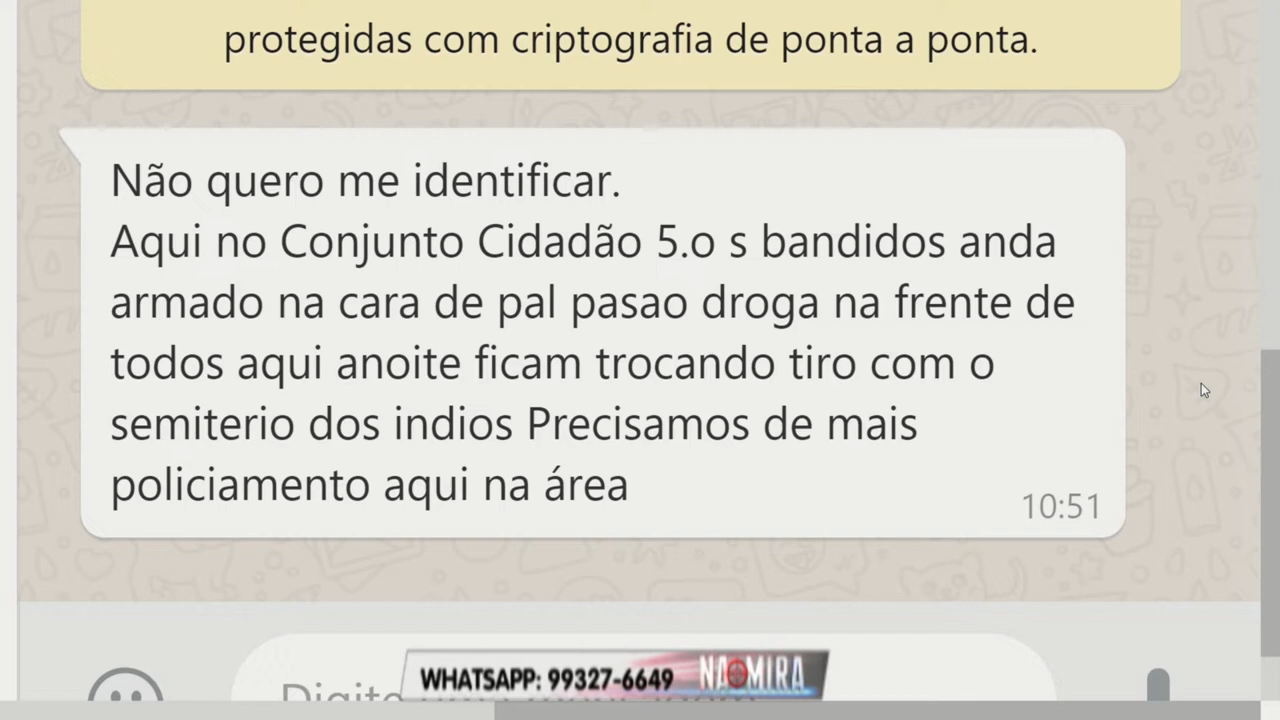 protegidas com criptografia de ponta a ponta.
Não quero me identificar.
Aqui no Conjunto Cidadão 5.o s bandidos anda
armado na cara de pal pasao droga na frente de
todos aqui anoite ficam trocando tiro com o
semiterio dos indios Precisamos de mais
policiamento aqui na área
10:51
WHATSAPP: 99327-6649 NA MIRA